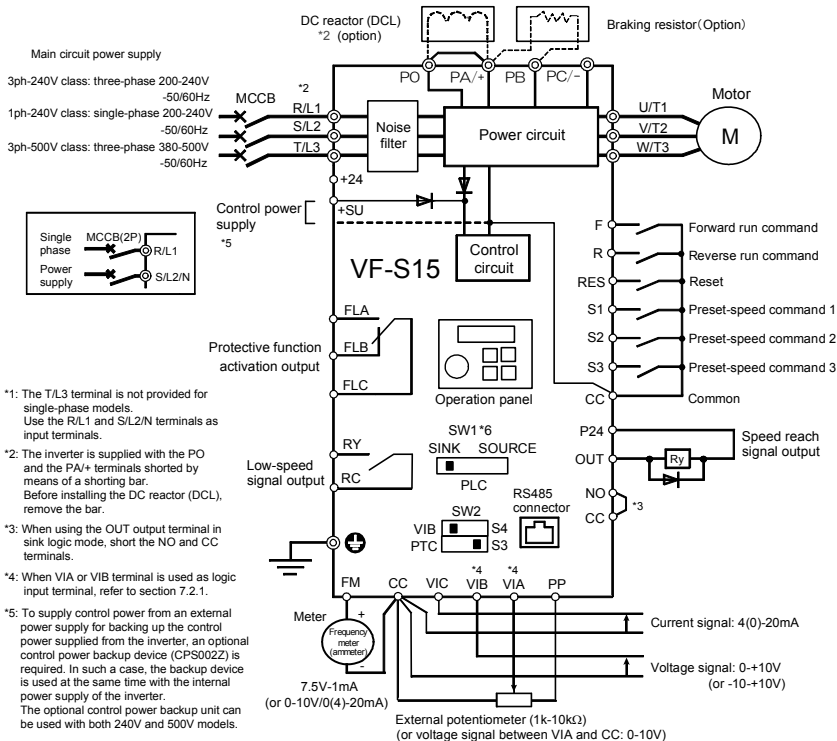 DC reactor (DCL)
*2 (option)
Braking resistor(Option)
Main circuit power supply
3ph-240V class: three-phase 200-240V
-50/60Hz
1ph-240V class: single-phase 200-240V
-50/60Hz
3ph-500V class: three-phase 380-500V
-50/60Hz
MCCB
*2
PO
PA/+
PB
PC/-
R/L1
S/L2
T/L3
Noise
filter
Power circuit
U/T1
V/T2
W/T3
Motor
M
+24
+SU
Control power
supply
*5
Control
circuit
VF-S15
Single
phase
Power
supply
MCCB(2P)
R/L1
S/L2/N
F
Forward run command
R
Reverse run command
RES
Reset
S1
Preset-speed command 1
S2
Preset-speed command 2
S3
Preset-speed command 3
CC
Common
FLA
FLB
FLC
Protective function
activation output
Operation panel
P24
OUT
Ry
Speed reach
signal output
NO
CC
*3
RY
RC
Low-speed
signal output
SW1*6
SINK SOURCE
PLC
SW2
VIB
S4
PTC
S3
RS485
connector
*1: The T/L3 terminal is not provided for
single-phase models.
Use the R/L1 and S/L2/N terminals as
input terminals.
*2: The inverter is supplied with the PO
and the PA/+ terminals shorted by
means of a shorting bar.
Before installing the DC reactor (DCL),
remove the bar.
*3: When using the OUT output terminal in
sink logic mode, short the NO and CC
terminals.
*4: When VIA or VIB terminal is used as logic
input terminal, refer to section 7.2.1.
*5: To supply control power from an external
power supply for backing up the control
power supplied from the inverter, an optional
control power backup device (CPS002Z) is
required. In such a case, the backup device
is used at the same time with the internal
power supply of the inverter.
The optional control power backup unit can
be used with both 240V and 500V models.
FM
CC
VIC
*4
VIB
*4
VIA
PP
Meter
+
Frequency
meter
(ammeter)
-
7.5V-1mA
(or 0-10V/0(4)-20mA)
Current signal: 4(0)-20mA
Voltage signal: 0-+10V
(or -10-+10V)
External potentiometer (1k-10kΩ)
(or voltage signal between VIA and CC: 0-10V)